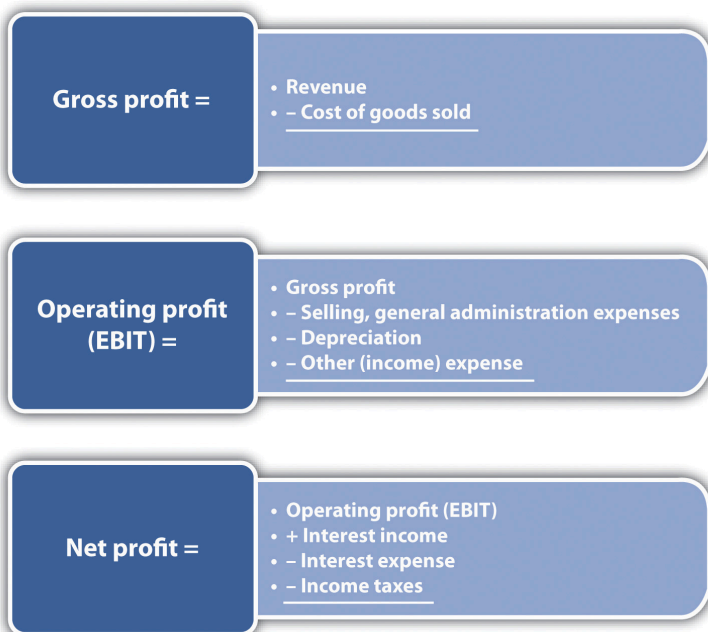 Gross profit =
• Revenue
• – Cost of goods sold
Operating profit
(EBIT) =
• Gross profit
• – Selling, general administration expenses
• – Depreciation
• – Other (income) expense
Net profit =
• Operating profit (EBIT)
• + Interest income
• – Interest expense
• – Income taxes